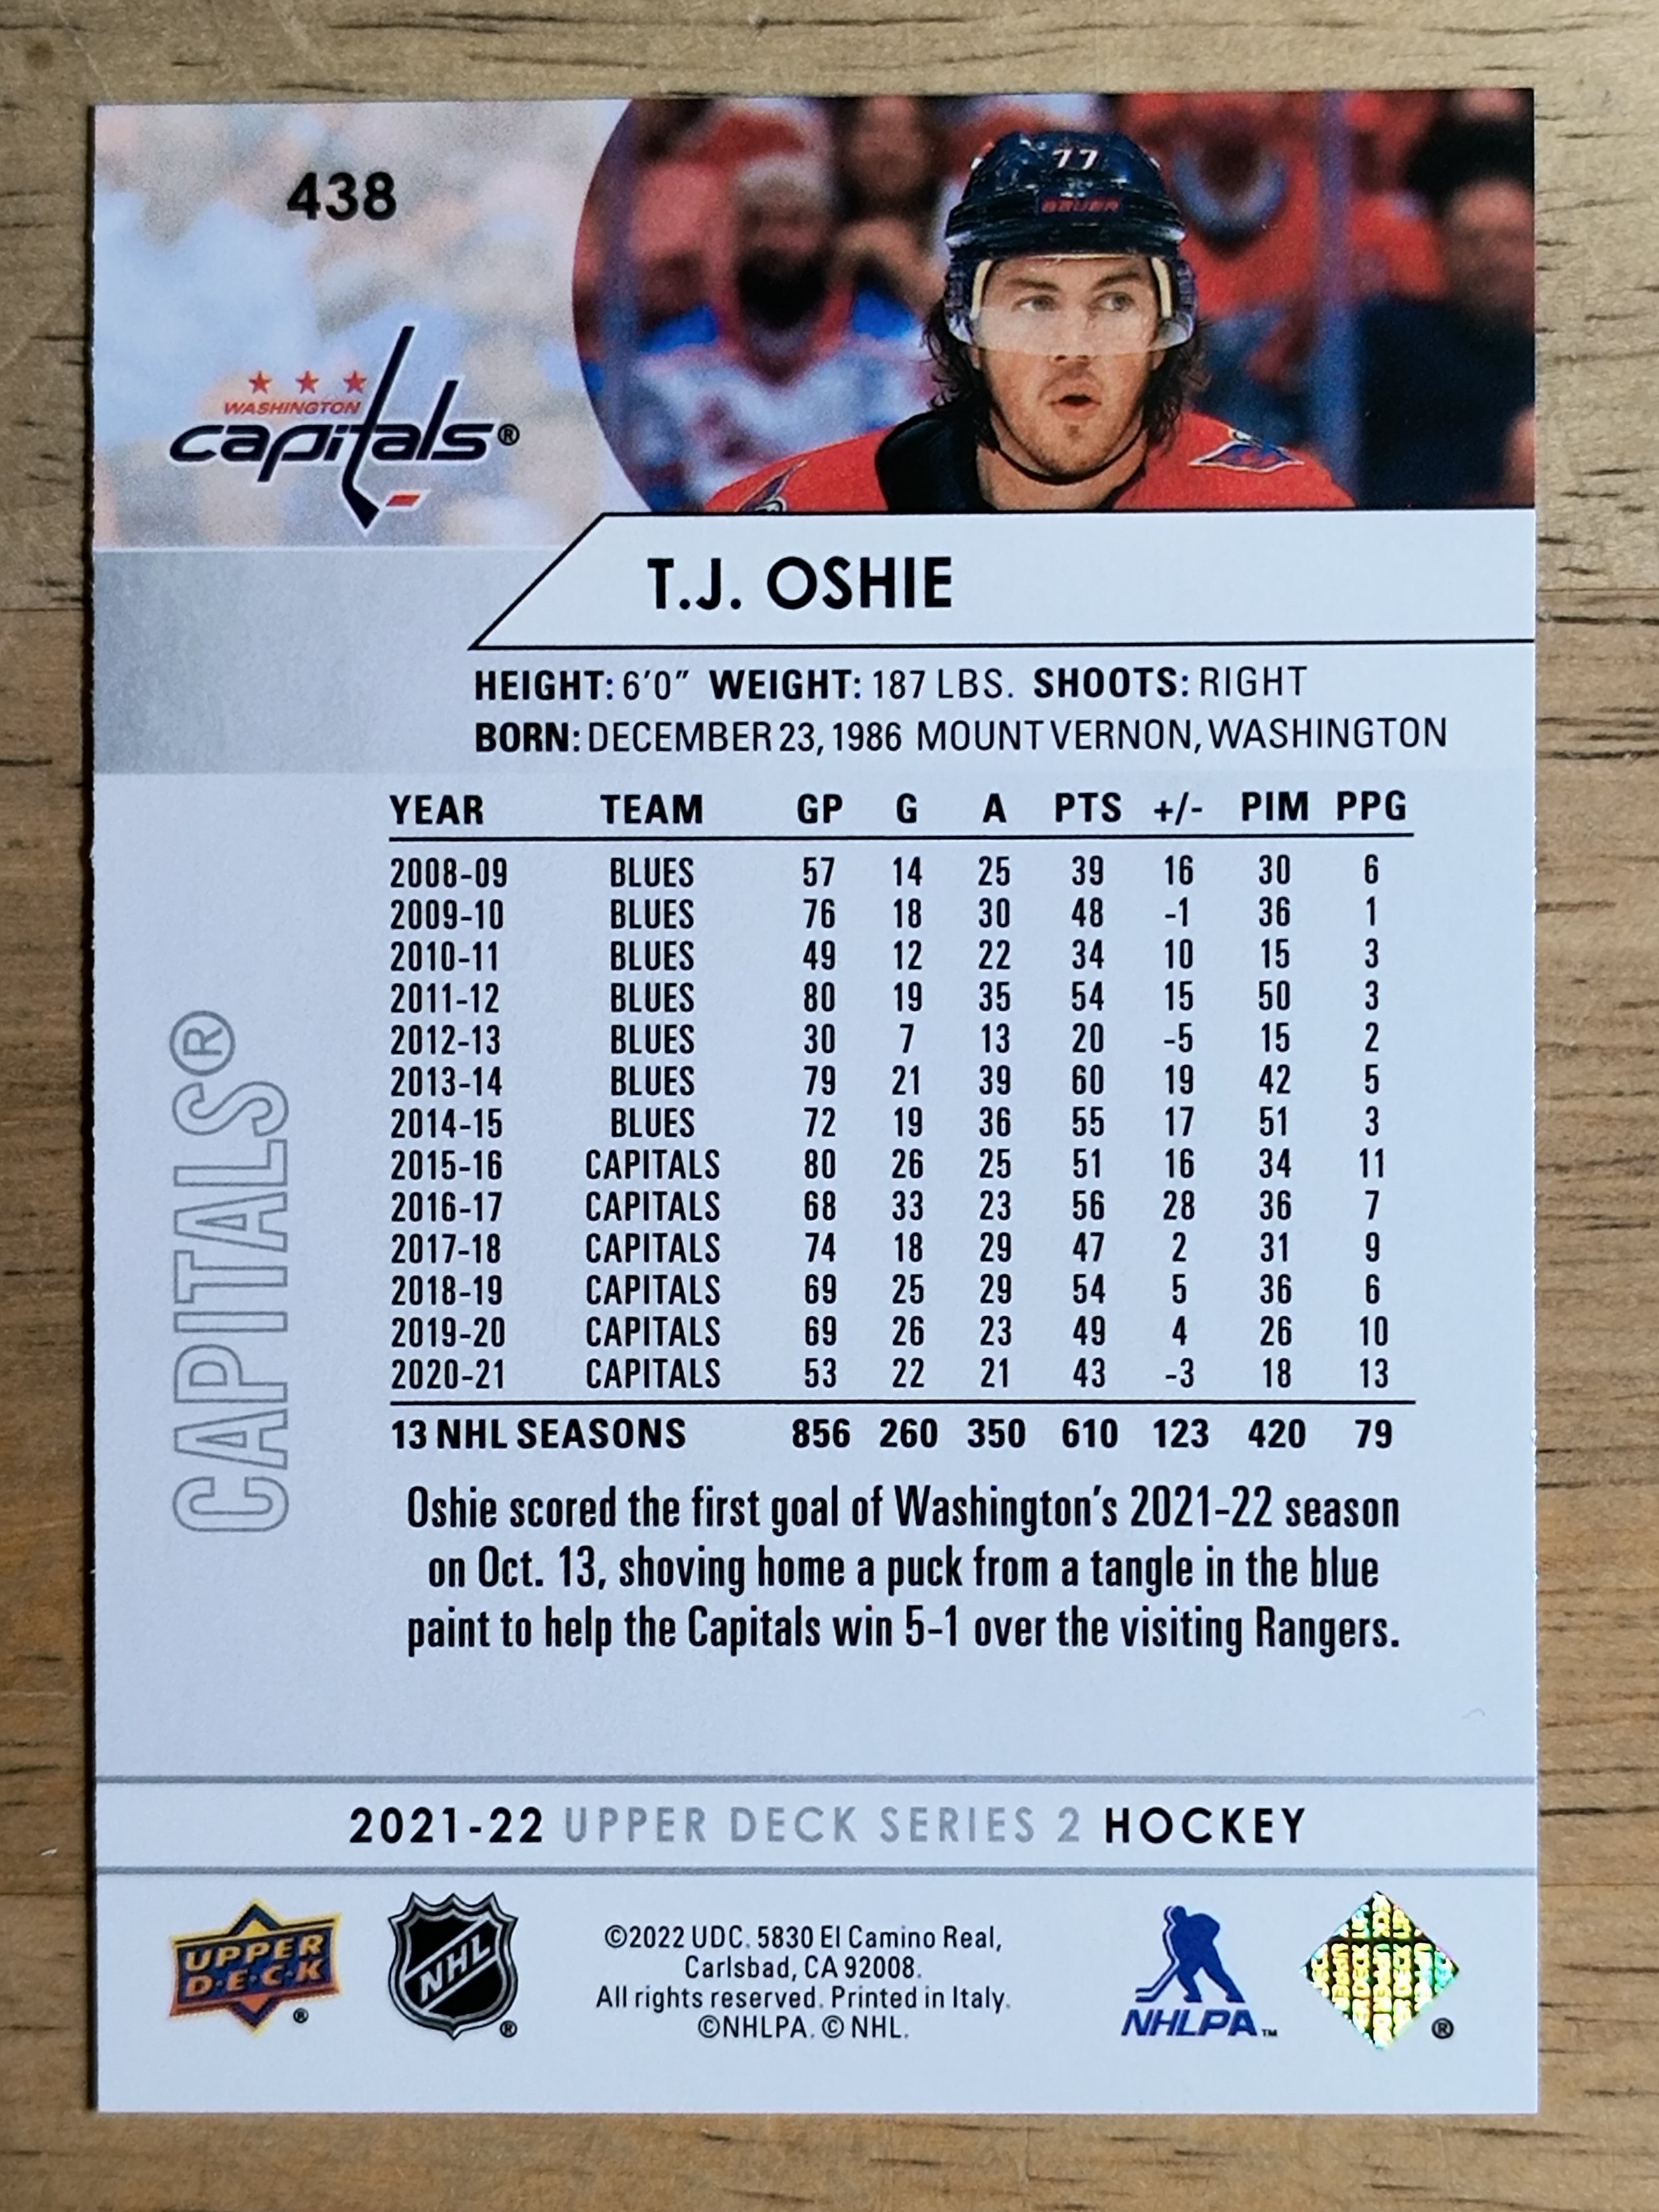 438
77
BAUER
WASHINGTON
capitals®
T.J. OSHIE
HEIGHT: 6'0" WEIGHT: 187 LBS. SHOOTS: RIGHT
BORN: DECEMBER 23, 1986 MOUNT VERNON, WASHINGTON
YEAR TEAM GP G A PTS +/- PIM PPG
2008-09 BLUES 57 14 25 39 16 30 6
2009-10 BLUES 76 18 30 48 -1 36 1
2010-11 BLUES 49 12 22 34 10 15 3
2011-12 BLUES 80 19 35 54 15 50 3
2012-13 BLUES 30 7 13 20 -5 15 2
2013-14 BLUES 79 21 39 60 19 42 5
2014-15 BLUES 72 19 36 55 17 51 3
2015-16 CAPITALS 80 26 25 51 16 34 11
2016-17 CAPITALS 68 33 23 56 28 36 7
2017-18 CAPITALS 74 18 29 47 2 31 9
2018-19 CAPITALS 69 25 29 54 5 36 6
2019-20 CAPITALS 69 26 23 49 4 26 10
2020-21 CAPITALS 53 22 21 43 -3 18 13
13 NHL SEASONS 856 260 350 610 123 420 79
CAPITALS®
Oshie scored the first goal of Washington's 2021-22 season
on Oct. 13, shoving home a puck from a tangle in the blue
paint to help the Capitals win 5-1 over the visiting Rangers.
2021-22 UPPER DECK SERIES 2 HOCKEY
UPPER
D·E·C·K
®
NHL
®
©2022 UDC. 5830 El Camino Real,
Carlsbad, CA 92008.
All rights reserved. Printed in Italy.
©NHLPA. © NHL.
NHLPA™
®